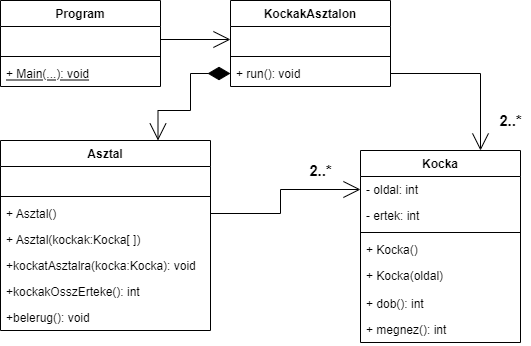 Program
+ Main(...): void
KockakAsztalon
+ run(): void
2..*
Asztal
+ Asztal()
+ Asztal(kockak:Kocka[ ])
+kockatAsztalra(kocka:Kocka): void
+kockakOsszErteke(): int
+belerug(): void
2..*
Kocka
- oldal: int
- ertek: int
+ Kocka()
+ Kocka(oldal)
+ dob(): int
+ megnez(): int